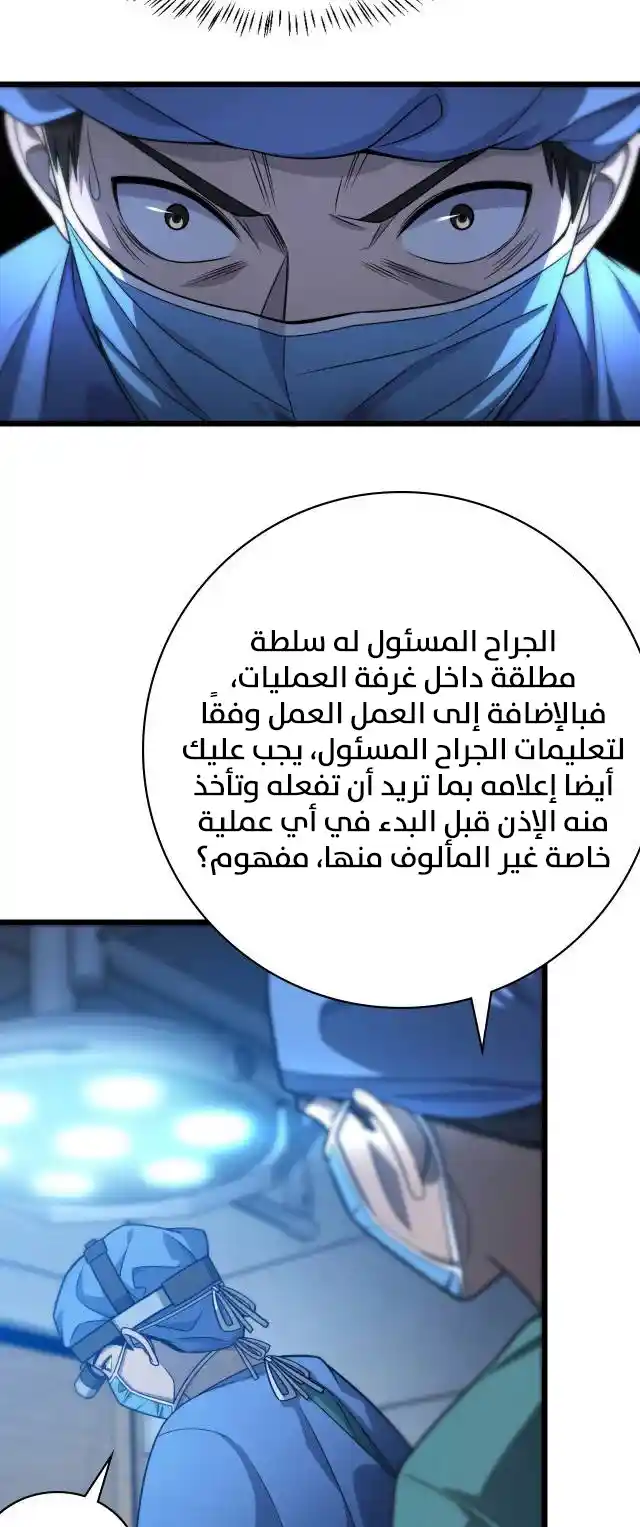 الجراح المسئول له سلطة
مطلقة داخل غرفة العمليات،
فبالإضافة إلى العمل العمل وفقًا
لتعليمات الجراح المسئول، يجب عليك
أيضا إعلامه بما تريد أن تفعله وتأخذ
منه الإذن قبل البدء في أي عملية
خاصة غير المألوف منها، مفهوم؟